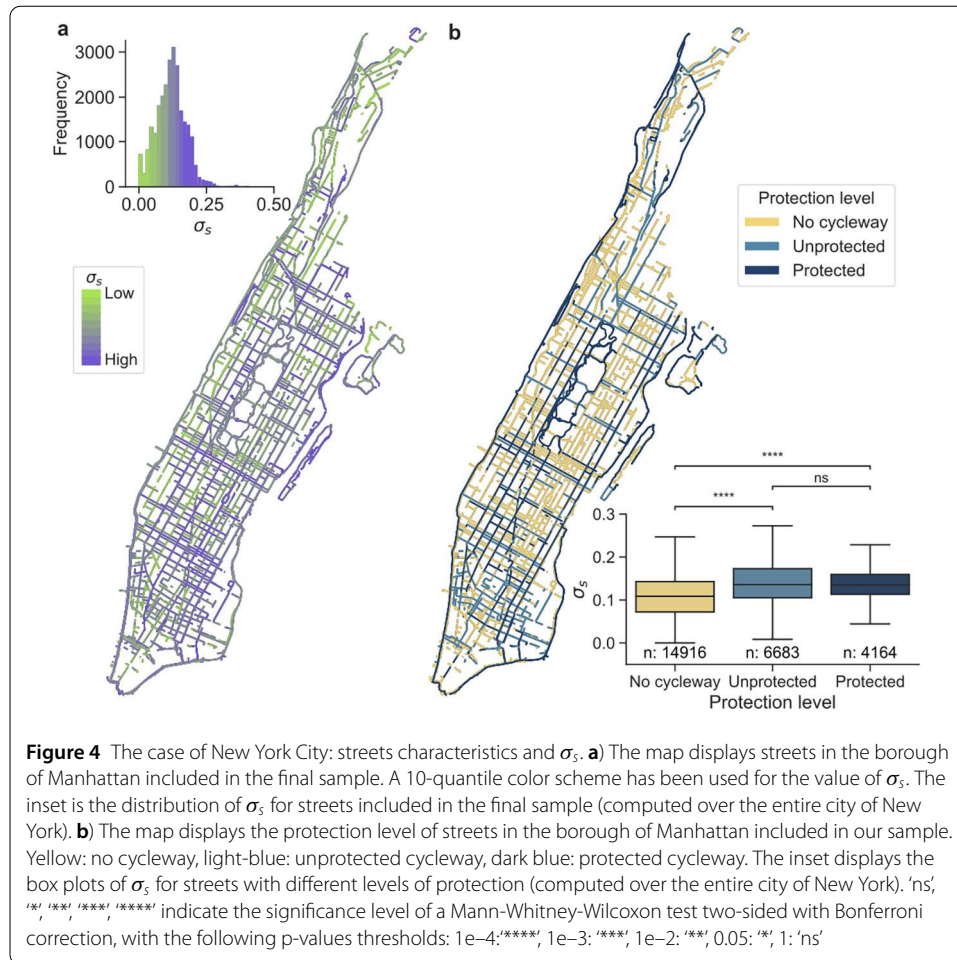 a
3000
2000
1000
0
Frequency
0.00
0.25
0.50
σs
σs
Low
High
b
Protection level
No cycleway
Unprotected
Protected
****
****
ns
0.3
0.2
0.1
0.0
σs
n: 14916
n: 6683
n: 4164
No cycleway Unprotected Protected
Protection level
Figure 4 The case of New York City: streets characteristics and σs. a) The map displays streets in the borough
of Manhattan included in the final sample. A 10-quantile color scheme has been used for the value of σs. The
inset is the distribution of σs for streets included in the final sample (computed over the entire city of New
York). b) The map displays the protection level of streets in the borough of Manhattan included in our sample.
Yellow: no cycleway, light-blue: unprotected cycleway, dark blue: protected cycleway. The inset displays the
box plots of σs for streets with different levels of protection (computed over the entire city of New York). ‘ns’,
‘*’, ‘**’, ‘***’, ‘****’ indicate the significance level of a Mann-Whitney-Wilcoxon test two-sided with Bonferroni
correction, with the following p-values thresholds: 1e–4:‘****’, 1e–3: ‘***’, 1e–2: ‘**’, 0.05: ‘*’, 1: ‘ns’